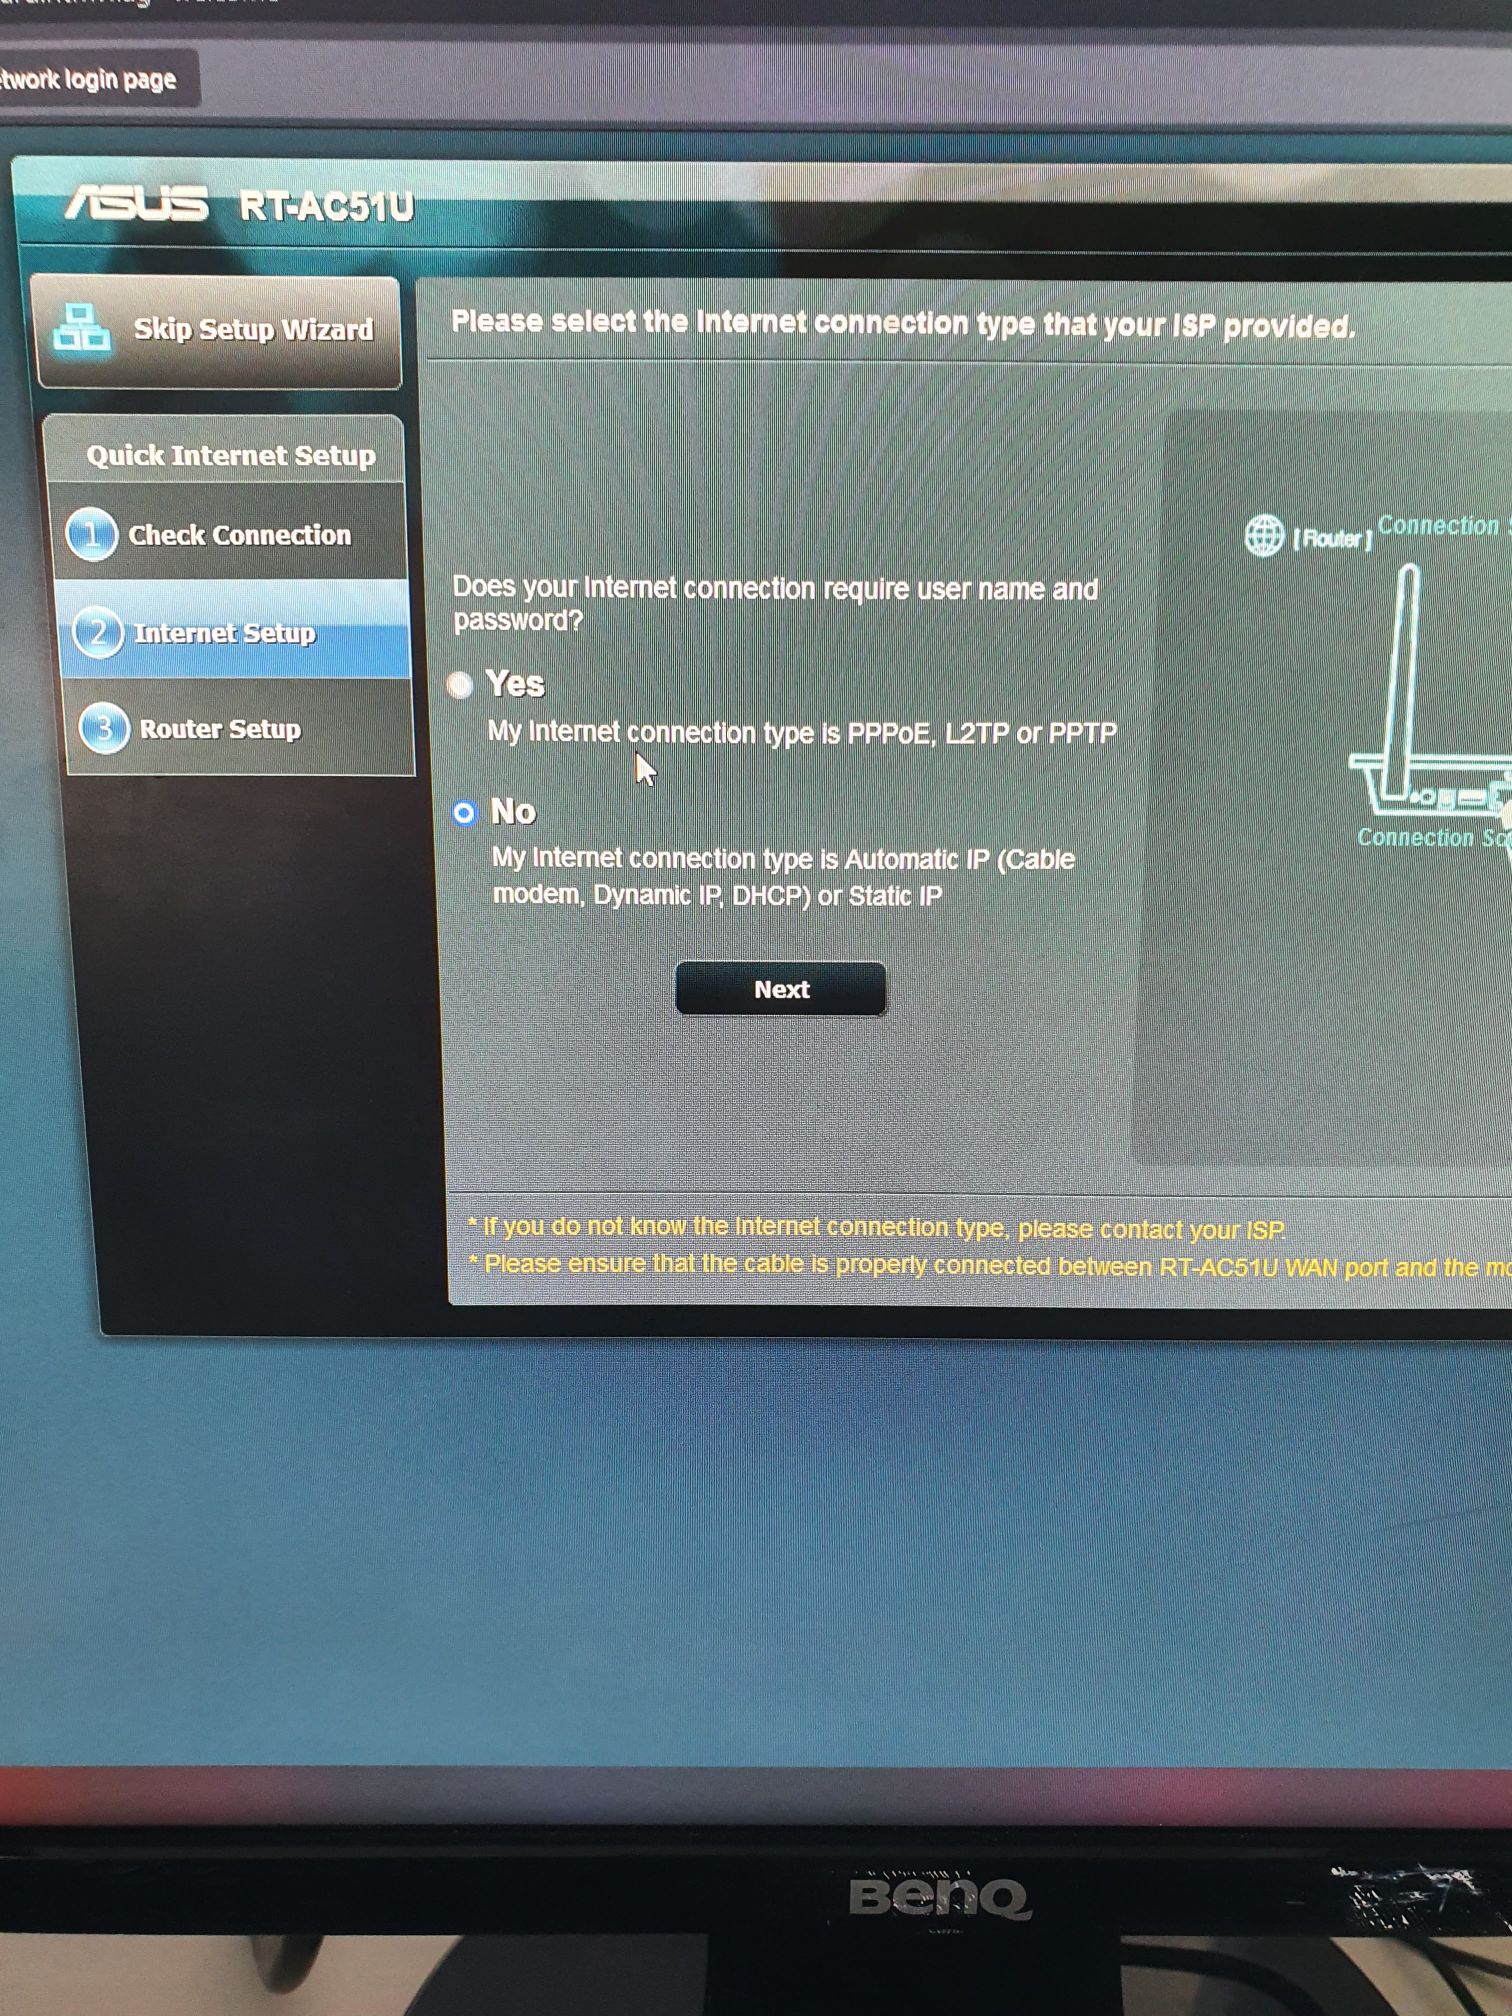 twork login page
ASUS RT-AC51U
Skip Setup Wizard
Quick Internet Setup
1 Check Connection
2 Internet Setup
3 Router Setup
Please select the Internet connection type that your ISP provided.
Does your Internet connection require user name and
password?
Yes
My Internet connection type is PPPoE, L2TP or PPTP
No
My Internet connection type is Automatic IP (Cable
modem, Dynamic IP, DHCP) or Static IP
Next
[Router] Connection
Connection Sc
* If you do not know the Internet connection type, please contact your ISP.
* Please ensure that the cable is properly connected between RT-AC51U WAN port and the mo
BenQ